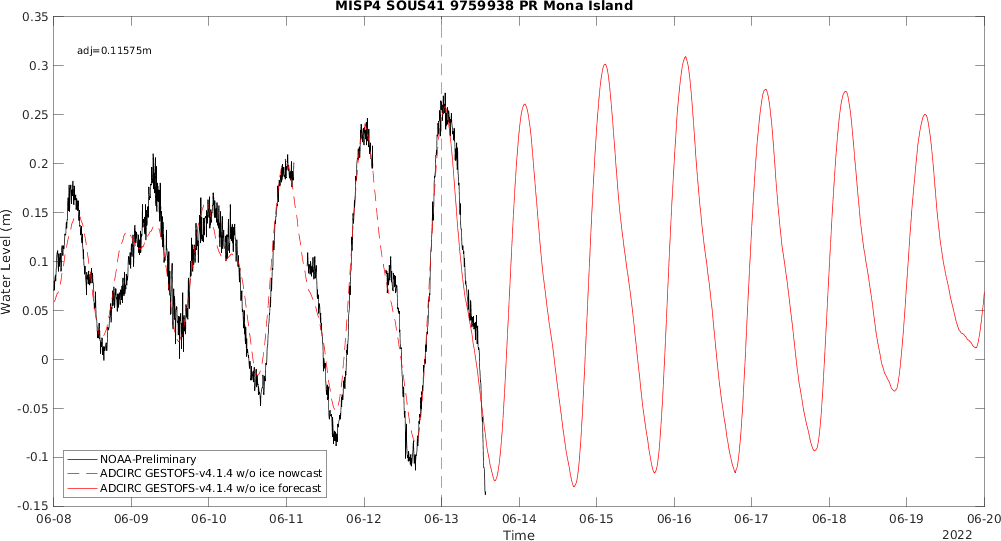 MISP4 SOUS41 9759938 PR Mona Island
adj=0.11575m
0.35
0.3
0.25
0.2
0.15
0.1
0.05
0
-0.05
-0.1
-0.15
Water Level (m)
NOAA-Preliminary
ADCIRC GESTOFS-v4.1.4 w/o ice nowcast
ADCIRC GESTOFS-v4.1.4 w/o ice forecast
06-08 06-09 06-10 06-11 06-12 06-13 06-14 06-15 06-16 06-17 06-18 06-19 06-20
Time
2022